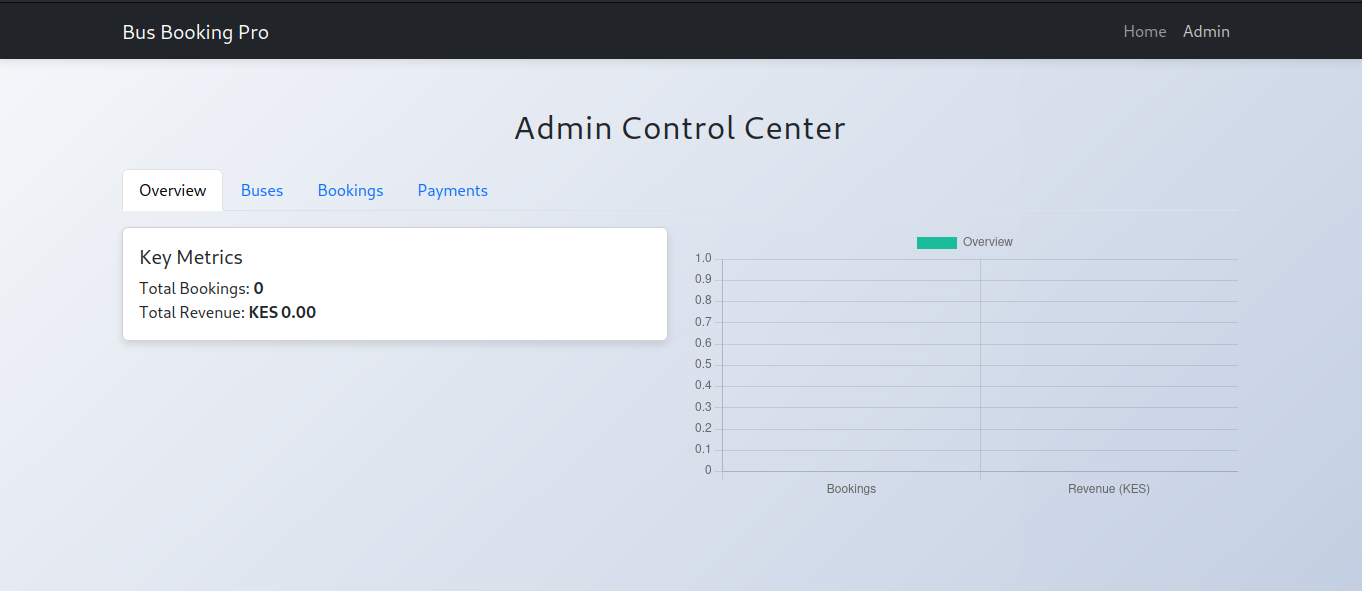 Bus Booking Pro
Home Admin
Admin Control Center
Overview Buses Bookings Payments
Key Metrics
Total Bookings: 0
Total Revenue: KES 0.00
Overview
1.0
0.9
0.8
0.7
0.6
0.5
0.4
0.3
0.2
0.1
0
Bookings Revenue (KES)